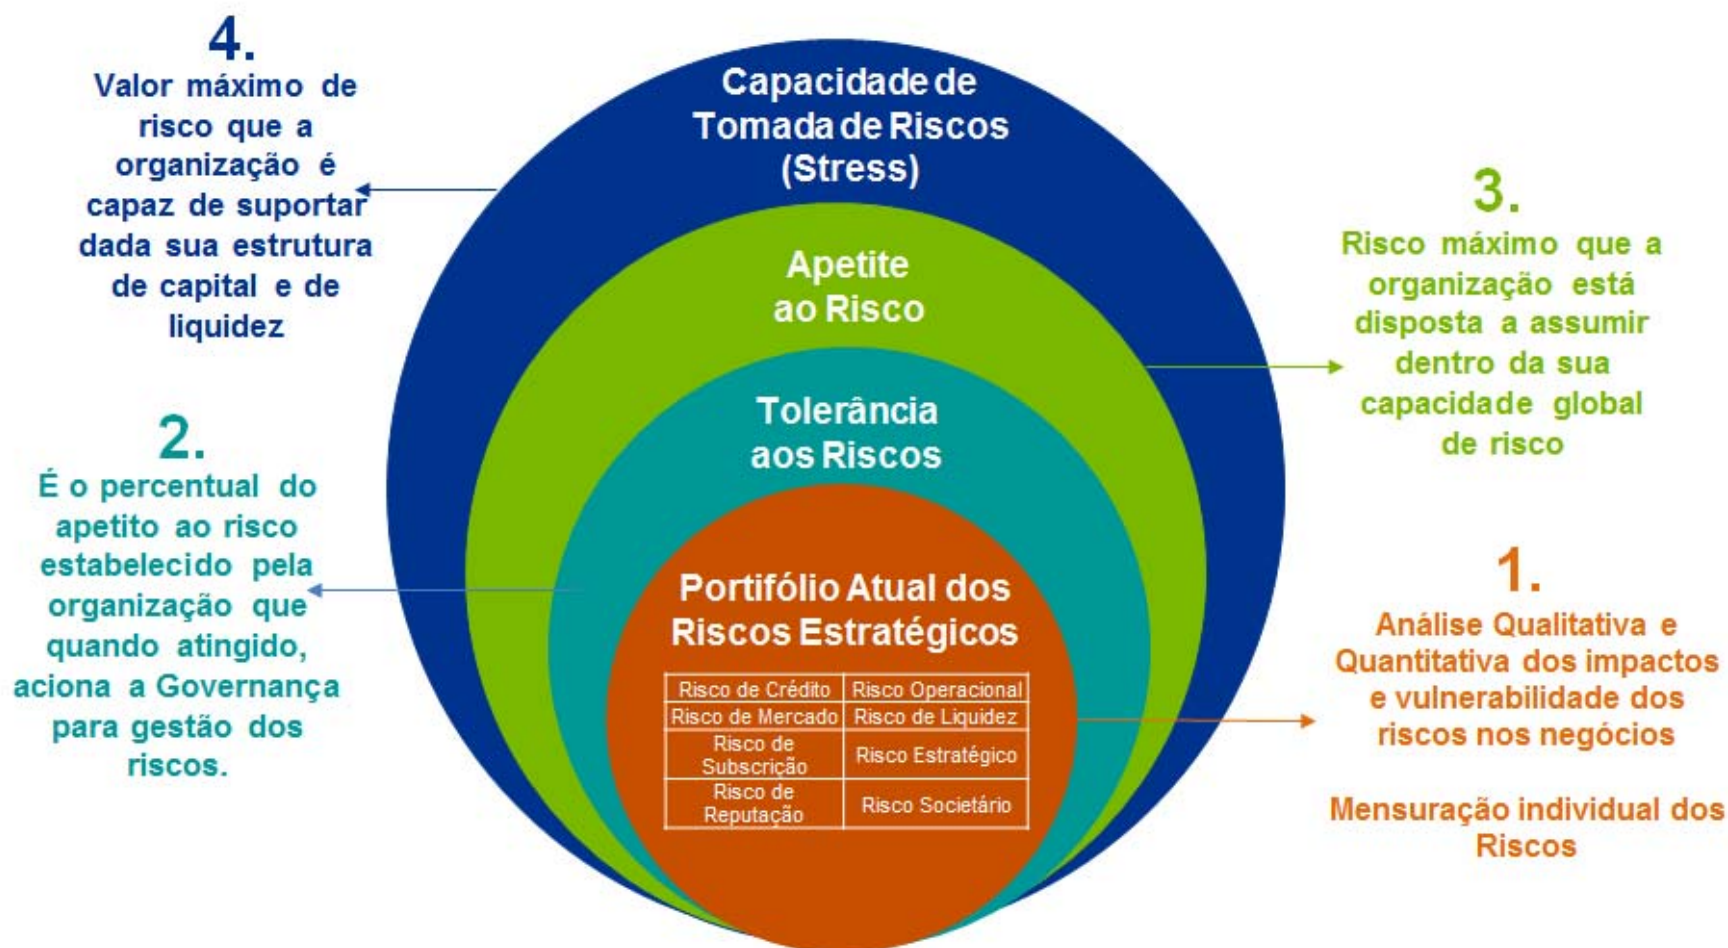 4.
Valor máximo de
risco que a
organização é
capaz de suportar
dada sua estrutura
de capital e de
liquidez
2.
É o percentual do
apetito ao risco
estabelecido pela
organização que
quando atingido,
aciona a Governança
para gestão dos
riscos.
Capacidade de
Tomada de Riscos
(Stress)
Apetite
ao Risco
Tolerância
aos Riscos
Portifólio Atual dos
Riscos Estratégicos
Risco de Crédito Risco Operacional
Risco de Mercado Risco de Liquidez
Risco de
Subscrição
Risco Estratégico
Risco de
Reputação
Risco Societário
3.
Risco máximo que a
organização está
disposta a assumir
dentro da sua
capacidade global
de risco
1.
Análise Qualitativa e
Quantitativa dos impactos
e vulnerabilidade dos
riscos nos negócios
Mensuração individual dos
Riscos